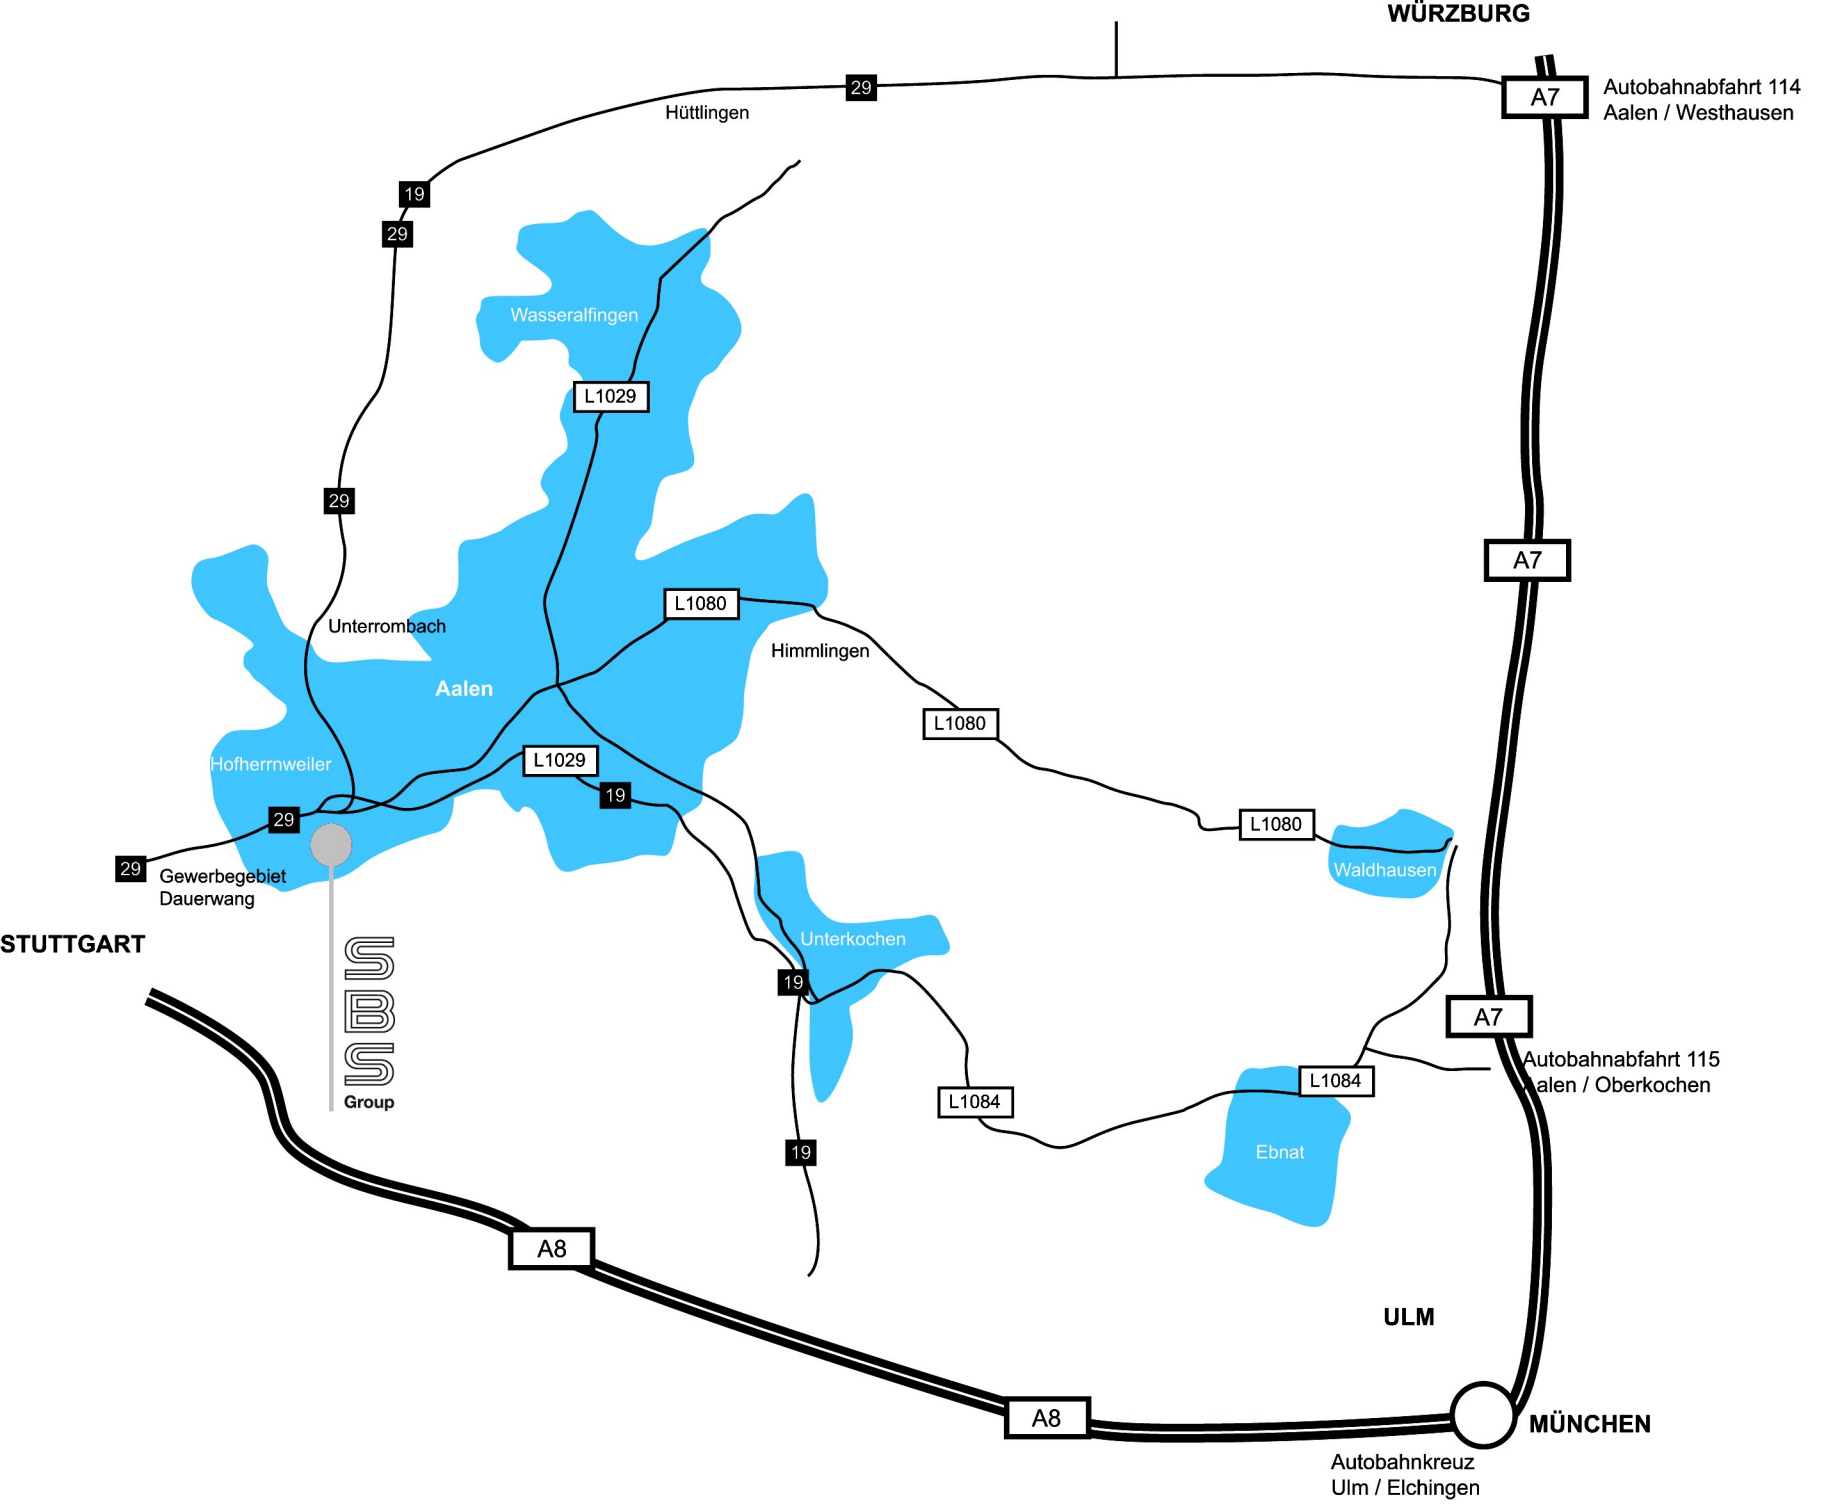 WÜRZBURG
29
A7
Autobahnabfahrt 114
Aalen / Westhausen
Hüttlingen
19
29
Wasseralfingen
L1029
29
A7
L1080
Unterrombach
Himmlingen
Aalen
L1080
Hofherrnweiler
L1029
19
29
L1080
29
Gewerbegebiet
Dauerwang
Waldhausen
STUTTGART
Unterkochen
19
A7
SBS
Group
Autobahnabfahrt 115
Aalen / Oberkochen
L1084
L1084
19
Ebnat
A8
ULM
A8
MÜNCHEN
Autobahnkreuz
Ulm / Elchingen